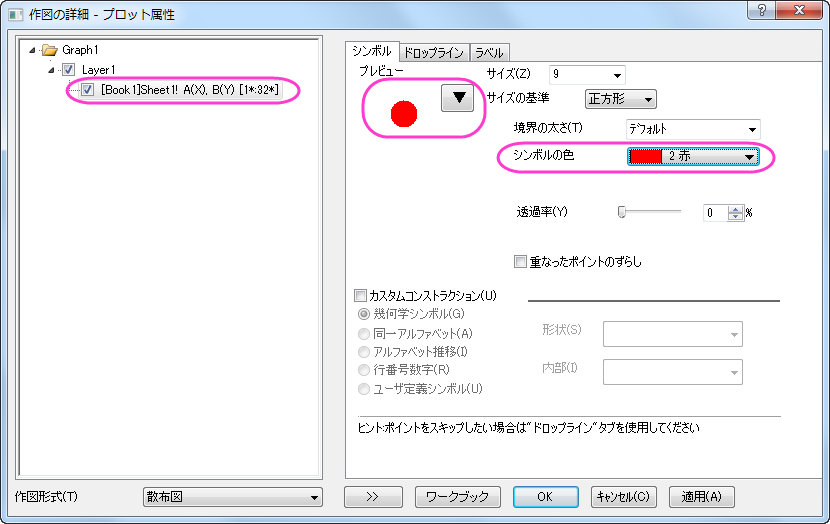 作図の詳細 - プロット属性
Graph1
Layer1
[Book1]Sheet1! A(X), B(Y) [1*:32*]
シンボル ドロップライン ラベル
プレビュー
サイズ(Z) 9
サイズの基準 正方形
境界の太さ(T) デフォルト
シンボルの色 2 赤
透過率(Y) 0 %
重なったポイントのずらし
カスタムコンストラクション(U)
幾何学シンボル(G)
同一アルファベット(A)
アルファベット推移(I)
行番号数字(R)
ユーザ定義シンボル(U)
形状(S)
内部(I)
ヒント:ポイントをスキップしたい場合は"ドロップライン"タブを使用してください
作図形式(T) 散布図 >> ワークブック OK キャンセル(C) 適用(A)